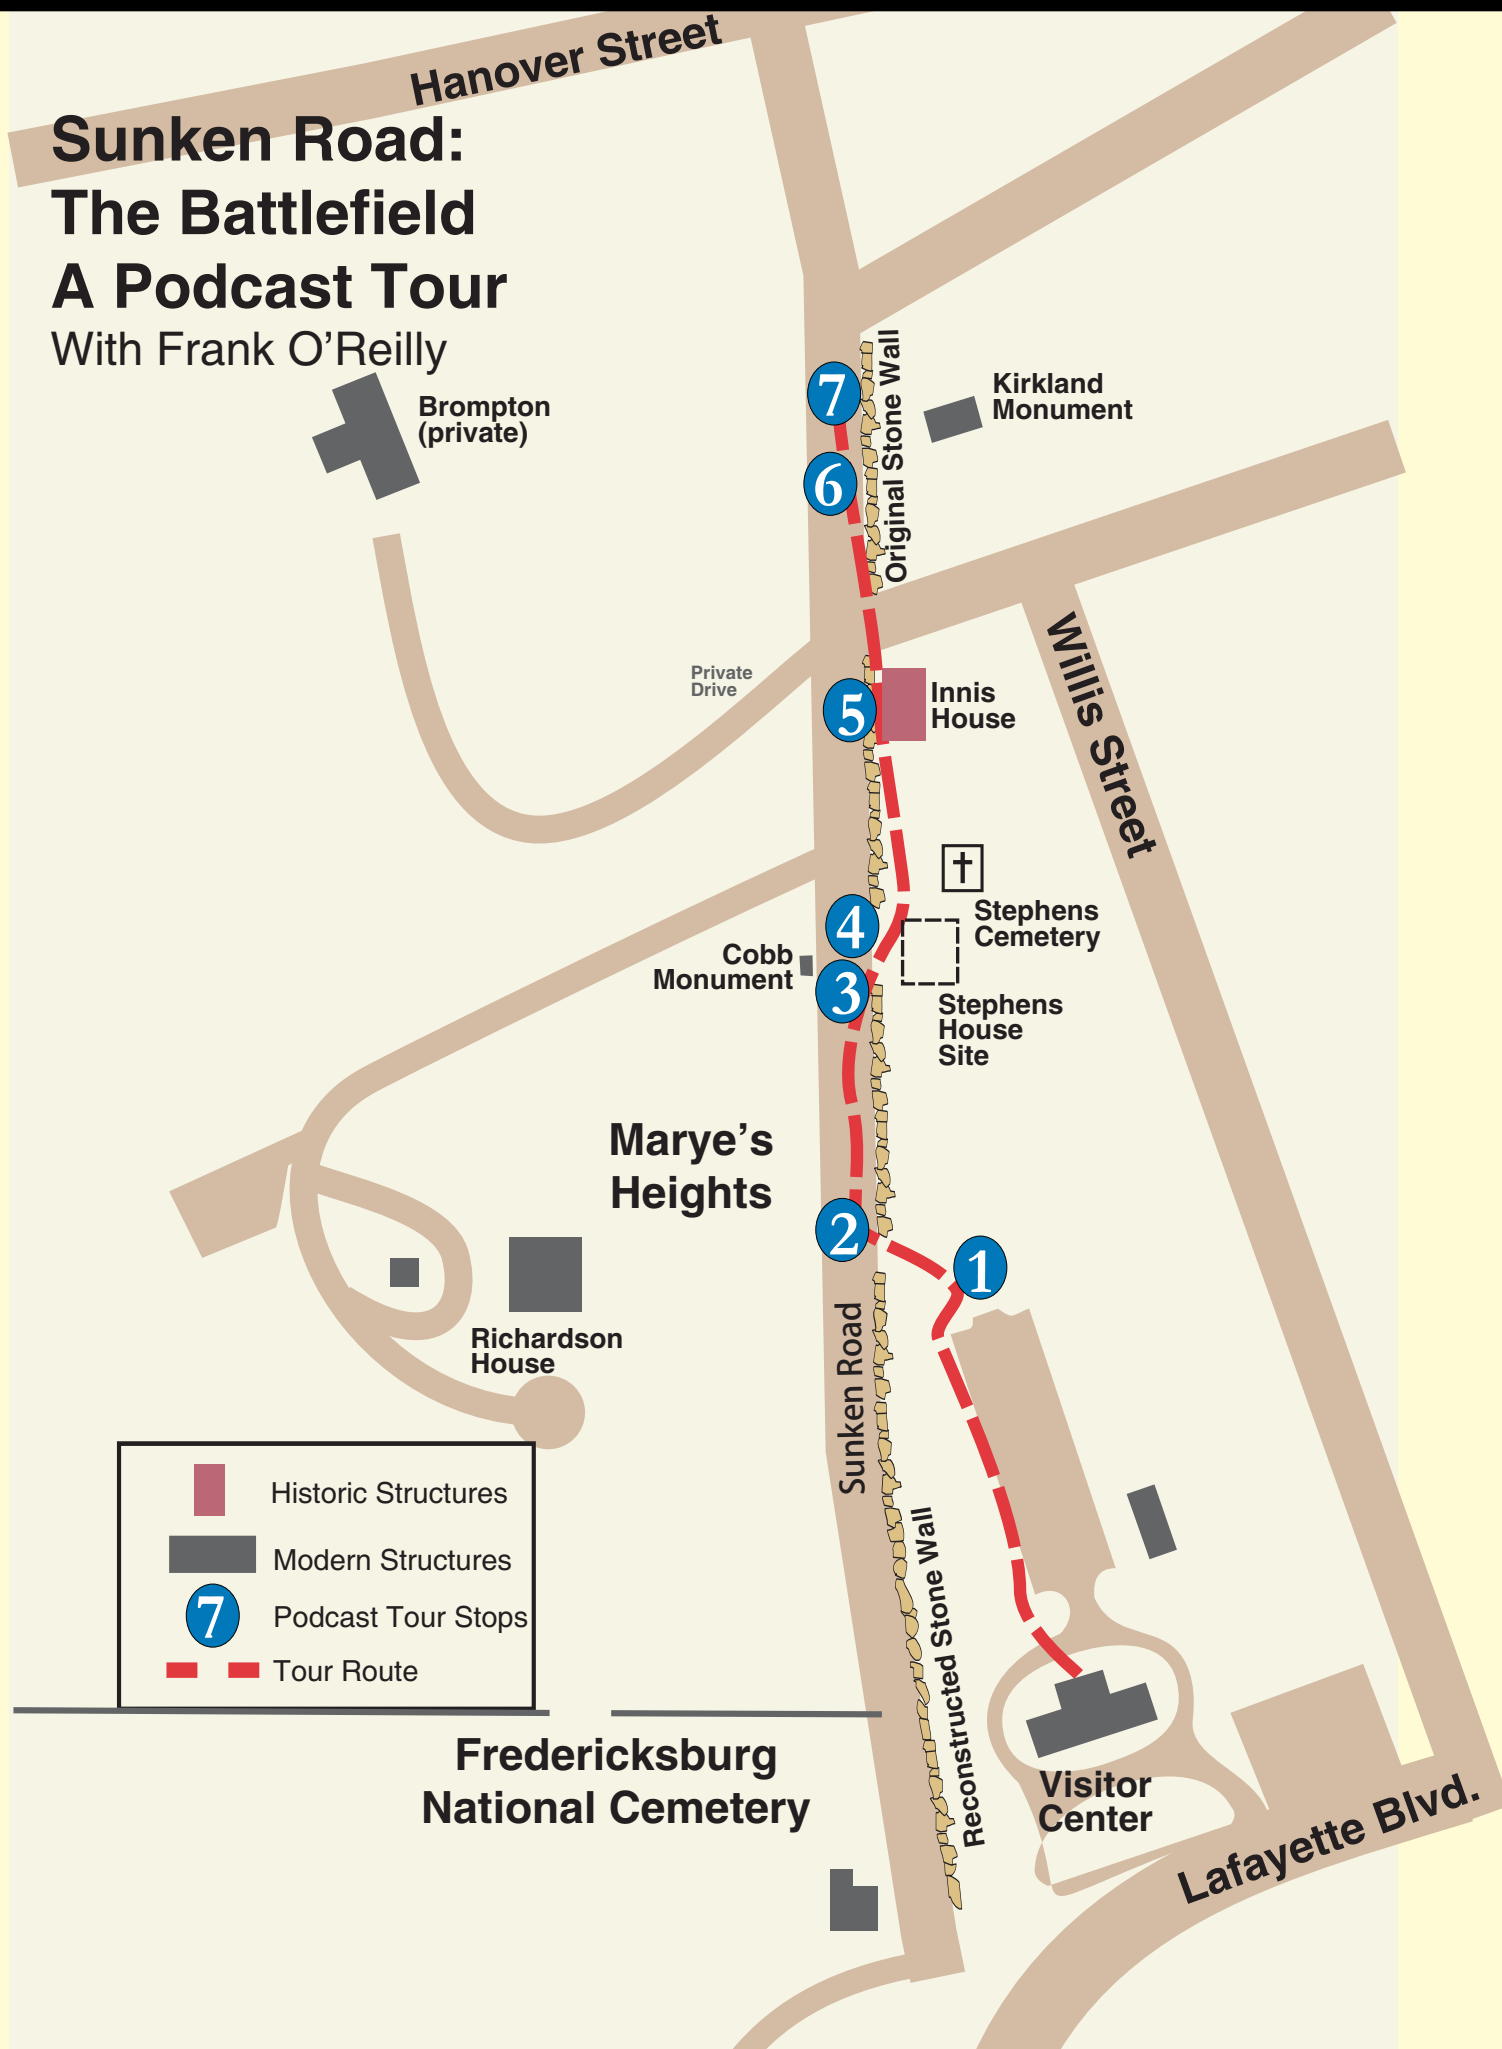 Hanover Street
Sunken Road:
The Battlefield
A Podcast Tour
With Frank O’Reilly
Brompton
(private)
7
Original Stone Wall
Kirkland
Monument
6
Willis Street
Private
Drive
5
Innis
House
Stephens
Cemetery
4
Cobb
Monument
3
Stephens
House
Site
Marye’s
Heights
2
1
Richardson
House
Sunken Road
Historic Structures
Modern Structures
7
Podcast Tour Stops
Tour Route
Reconstructed Stone Wall
Fredericksburg
National Cemetery
Visitor
Center
Lafayette Blvd.